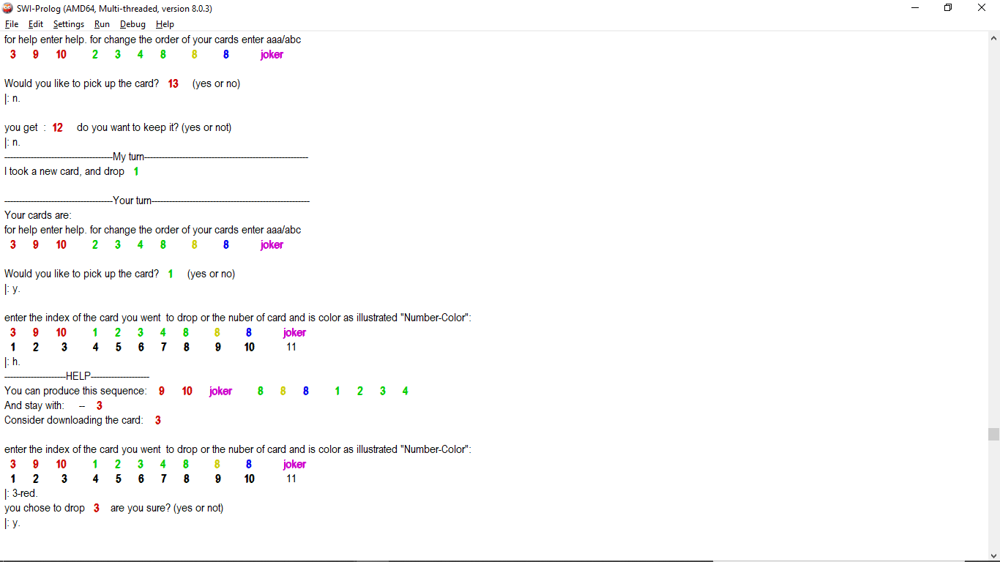 SWI-Prolog (AMD64, Multi-threaded, version 8.0.3)
File Edit Settings Run Debug Help
for help enter help. for change the order of your cards enter aaa/abc
3 9 10 2 3 4 8 8 8 joker
Would you like to pick up the card? 13 (yes or no)
|: n.
you get : 12 do you want to keep it? (yes or not)
|: n.
-------------------------------------My turn--------------------------------------------------------
I took a new card, and drop 1
-------------------------------------Your turn------------------------------------------------------
Your cards are:
for help enter help. for change the order of your cards enter aaa/abc
3 9 10 2 3 4 8 8 8 joker
Would you like to pick up the card? 1 (yes or no)
|: y.
enter the index of the card you went to drop or the nuber of card and is color as illustrated "Number-Color":
3 9 10 1 2 3 4 8 8 8 joker
1 2 3 4 5 6 7 8 9 10 11
|: h.
---------------------HELP--------------------
You can produce this sequence: 9 10 joker 8 8 8 1 2 3 4
And stay with: -- 3
Consider downloading the card: 3
enter the index of the card you went to drop or the nuber of card and is color as illustrated "Number-Color":
3 9 10 1 2 3 4 8 8 8 joker
1 2 3 4 5 6 7 8 9 10 11
|: 3-red.
you chose to drop 3 are you sure? (yes or not)
|: y.